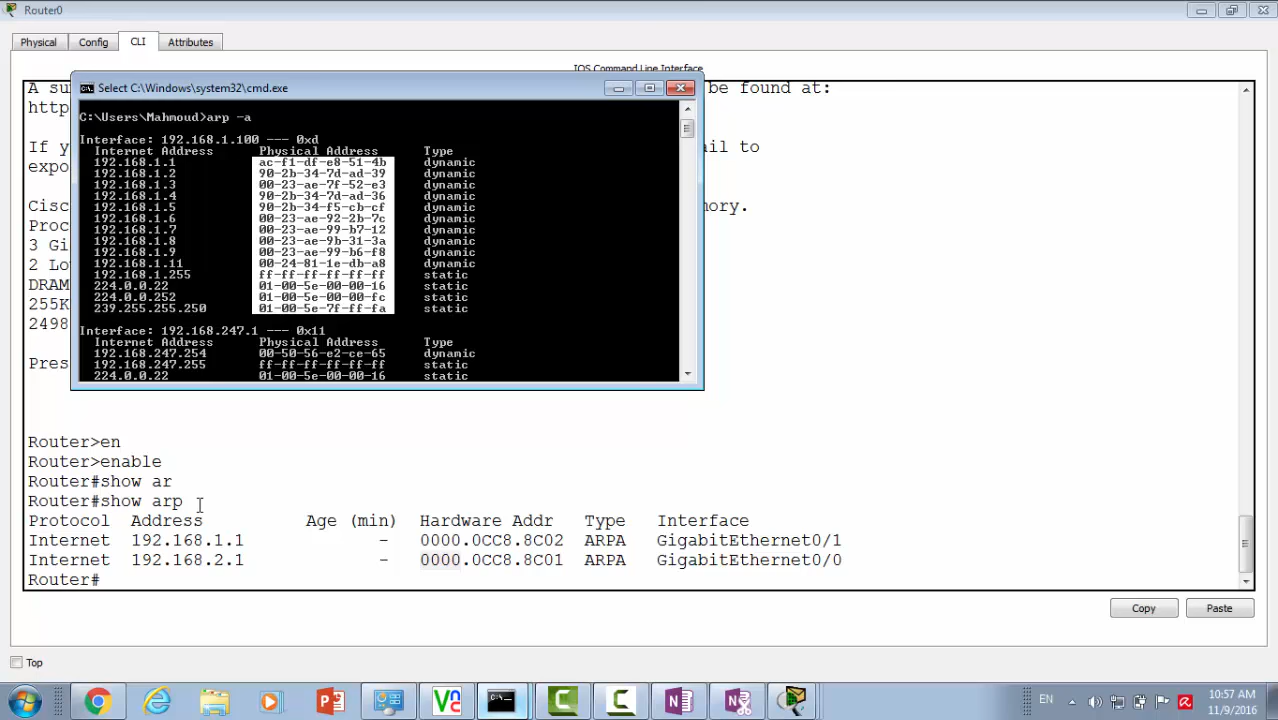 Router0
Physical Config CLI Attributes
IOS Command Line Interface
A su
be found at:
http
If y
ail to
expo
Cisc
ory.
Proc
3 Gi
2 Lo
DRAM
255K
2498
Pres
Select C:\Windows\system32\cmd.exe
C:\Users\Mahmoud>arp -a
Interface: 192.168.1.100 --- 0xd
Internet Address Physical Address Type
192.168.1.1 ac-f1-df-e8-51-4b dynamic
192.168.1.2 90-2b-34-7d-ad-39 dynamic
192.168.1.3 00-23-ae-7f-52-e3 dynamic
192.168.1.4 90-2b-34-7d-ad-36 dynamic
192.168.1.5 90-2b-34-f5-cb-cf dynamic
192.168.1.6 00-23-ae-92-2b-7c dynamic
192.168.1.7 00-23-ae-99-b7-12 dynamic
192.168.1.8 00-23-ae-9b-31-3a dynamic
192.168.1.9 00-23-ae-99-b6-f8 dynamic
192.168.1.11 00-24-81-1e-db-a8 dynamic
192.168.1.255 ff-ff-ff-ff-ff-ff static
224.0.0.22 01-00-5e-00-00-16 static
224.0.0.252 01-00-5e-00-00-fc static
239.255.255.250 01-00-5e-7f-ff-fa static
Interface: 192.168.247.1 --- 0x11
Internet Address Physical Address Type
192.168.247.254 00-50-56-e2-ce-65 dynamic
192.168.247.255 ff-ff-ff-ff-ff-ff static
224.0.0.22 01-00-5e-00-00-16 static
Router>en
Router>enable
Router#show ar
Router#show arp
Protocol Address Age (min) Hardware Addr Type Interface
Internet 192.168.1.1 - 0000.0CC8.8C02 ARPA GigabitEthernet0/1
Internet 192.168.2.1 - 0000.0CC8.8C01 ARPA GigabitEthernet0/0
Router#
Copy Paste
Top
EN
10:57 AM
11/9/2016